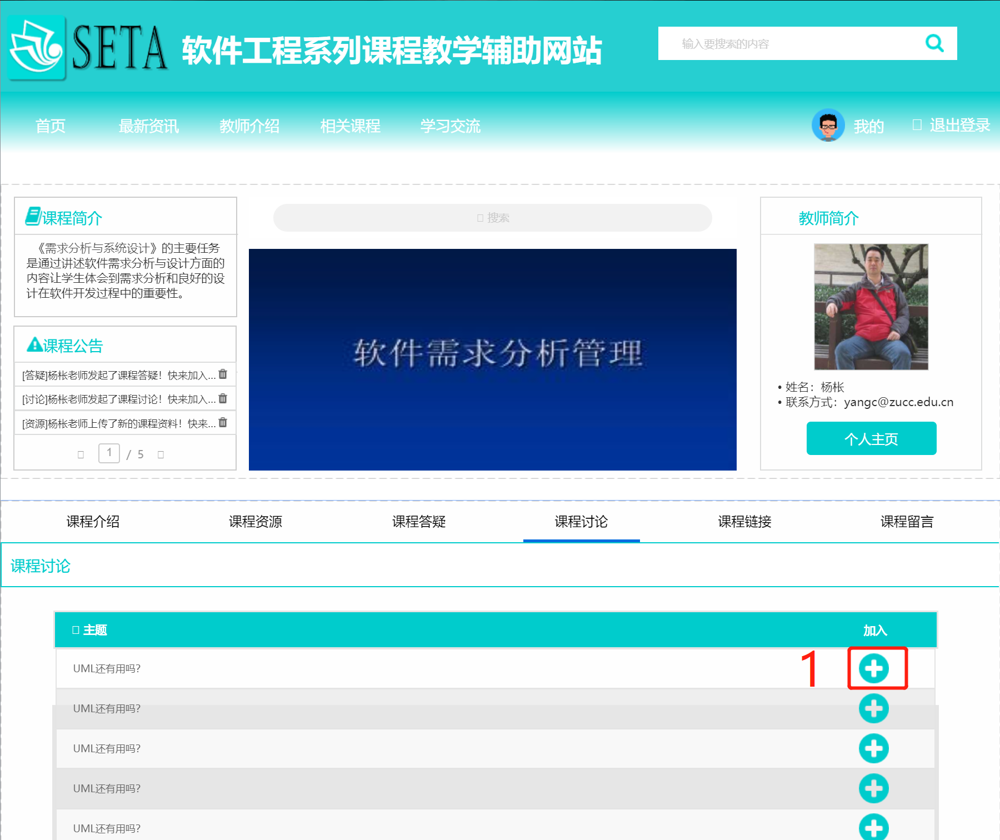 SETA
软件工程系列课程教学辅助网站
输入要搜索的内容
首页
最新资讯
教师介绍
相关课程
学习交流
我的
退出登录
课程简介
《需求分析与系统设计》的主要任务
是通过讲述软件需求分析与设计方面的
内容让学生体会到需求分析和良好的设
计在软件开发过程中的重要性。
课程公告
[答疑]杨枨老师发起了课程答疑！快来加入...
[讨论]杨枨老师发起了课程讨论！快来加入...
[资源]杨枨老师上传了新的课程资料！快来...
1 / 5
搜索
软件需求分析管理
教师简介
• 姓名：杨枨
• 联系方式：yangc@zucc.edu.cn
个人主页
课程介绍
课程资源
课程答疑
课程讨论
课程链接
课程留言
课程讨论
主题
加入
UML还有用吗？
1
UML还有用吗？
UML还有用吗？
UML还有用吗？
UML还有用吗？